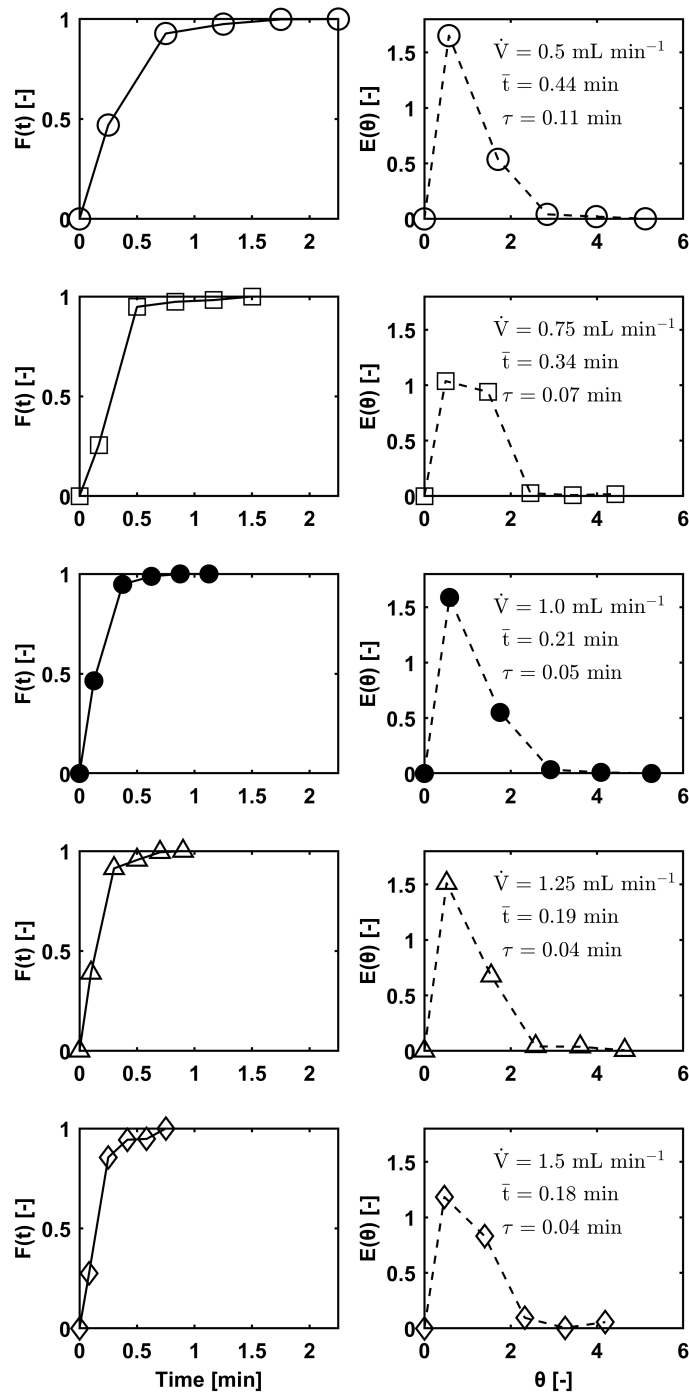 F(t) [-]
1
0.5
0
0 0.5 1 1.5 2
E(θ) [-]
1.5
1
0.5
0
0 2 4 6
V̇ = 0.5 mL min⁻¹
t̄ = 0.44 min
τ = 0.11 min
F(t) [-]
1
0.5
0
0 0.5 1 1.5 2
E(θ) [-]
1.5
1
0.5
0
0 2 4 6
V̇ = 0.75 mL min⁻¹
t̄ = 0.34 min
τ = 0.07 min
F(t) [-]
1
0.5
0
0 0.5 1 1.5 2
E(θ) [-]
1.5
1
0.5
0
0 2 4 6
V̇ = 1.0 mL min⁻¹
t̄ = 0.21 min
τ = 0.05 min
F(t) [-]
1
0.5
0
0 0.5 1 1.5 2
E(θ) [-]
1.5
1
0.5
0
0 2 4 6
V̇ = 1.25 mL min⁻¹
t̄ = 0.19 min
τ = 0.04 min
F(t) [-]
1
0.5
0
0 0.5 1 1.5 2
Time [min]
E(θ) [-]
1.5
1
0.5
0
0 2 4 6
V̇ = 1.5 mL min⁻¹
t̄ = 0.18 min
τ = 0.04 min
θ [-]